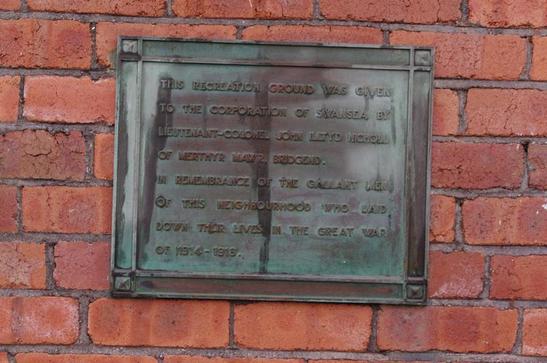 THIS RECREATION GROUND WAS GIVEN
TO THE CORPORATION OF SWANSEA, BY
LIEUTENANT-COLONEL JOHN ILTYD NICHOLL
OF MERTHYR MAWR, BRIDGEND.
IN REMEMBRANCE OF THE GALLANT MEN
OF THIS NEIGHBOURHOOD WHO LAID
DOWN THEIR LIVES IN THE GREAT WAR
OF 1914-1918.